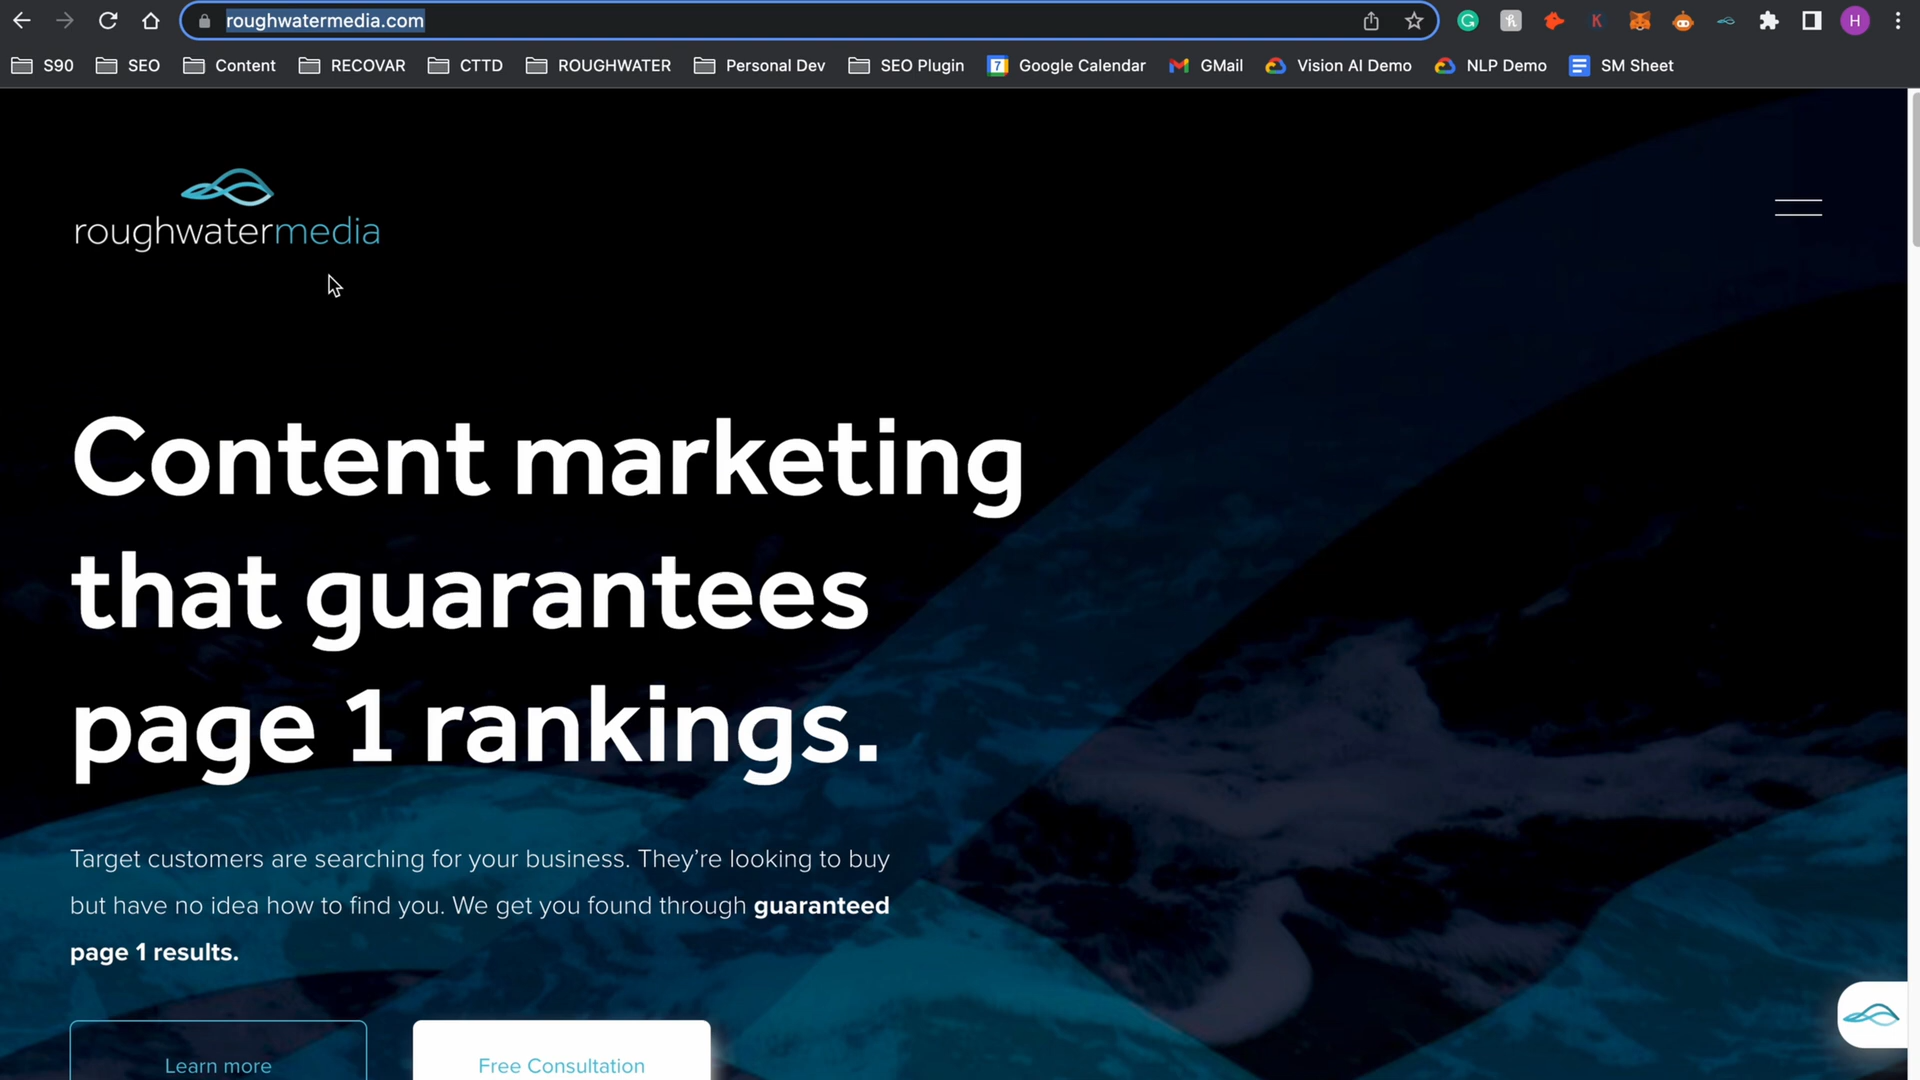 roughwatermedia.com
H
S90 SEO Content RECOVAR CTTD ROUGHWATER Personal Dev SEO Plugin 7 Google Calendar GMail Vision AI Demo NLP Demo SM Sheet
roughwatermedia
Content marketing
that guarantees
page 1 rankings.
Target customers are searching for your business. They’re looking to buy
but have no idea how to find you. We get you found through guaranteed
page 1 results.
Learn more Free Consultation